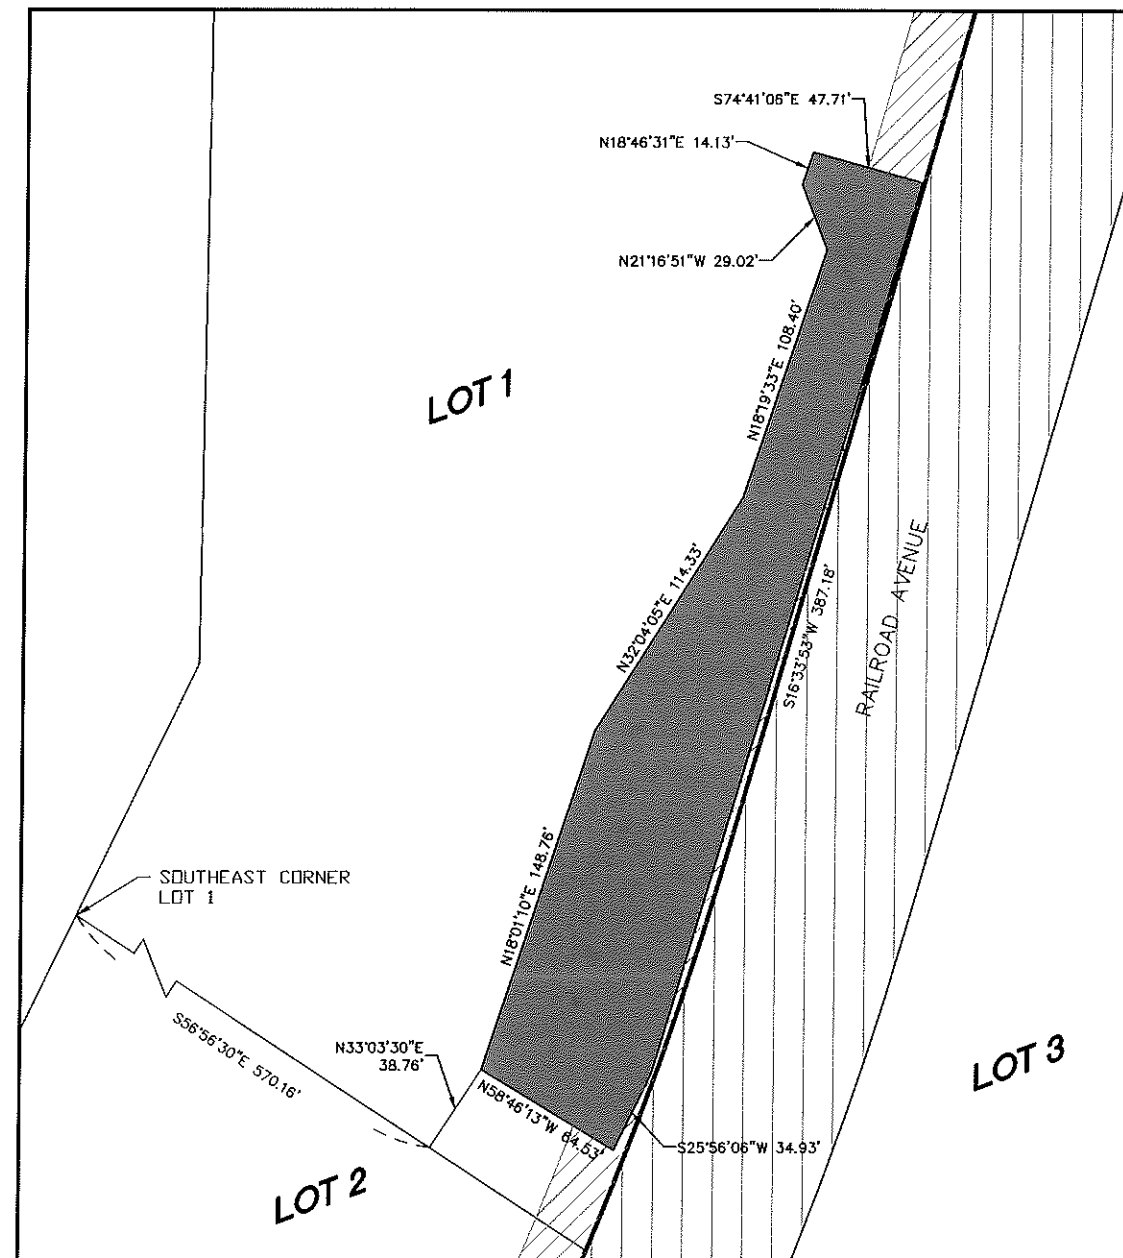 S74°41'06"E 47.71'
N18°46'31"E 14.13'
N21°16'51"W 29.02'
N18°19'33"E 108.40'
LOT 1
N32°04'05"E 114.33'
S16°33'53"W 387.18'
RAILROAD AVENUE
N18°01'10"E 148.76'
SOUTHEAST CORNER
LOT 1
S56°56'30"E 570.16'
N33°03'30"E
38.76'
N58°46'13"W 64.53'
S25°56'06"W 34.93'
LOT 3
LOT 2